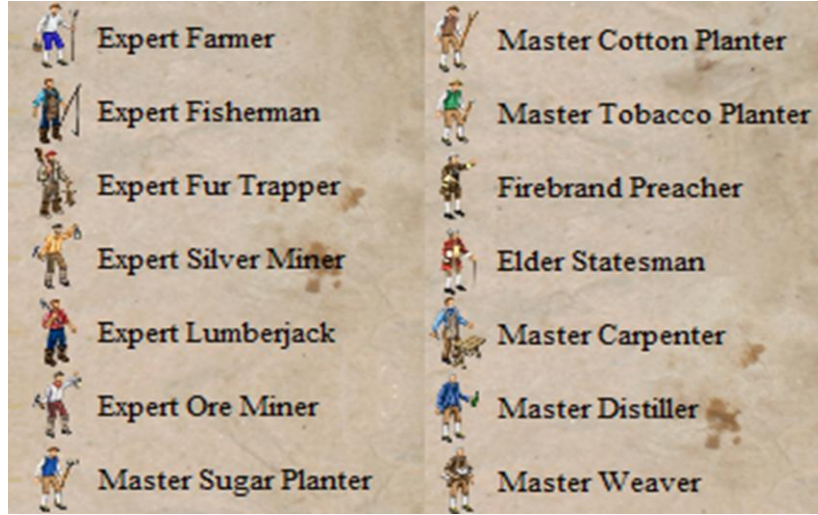 Expert Farmer
Expert Fisherman
Expert Fur Trapper
Expert Silver Miner
Expert Lumberjack
Expert Ore Miner
Master Sugar Planter
Master Cotton Planter
Master Tobacco Planter
Firebrand Preacher
Elder Statesman
Master Carpenter
Master Distiller
Master Weaver